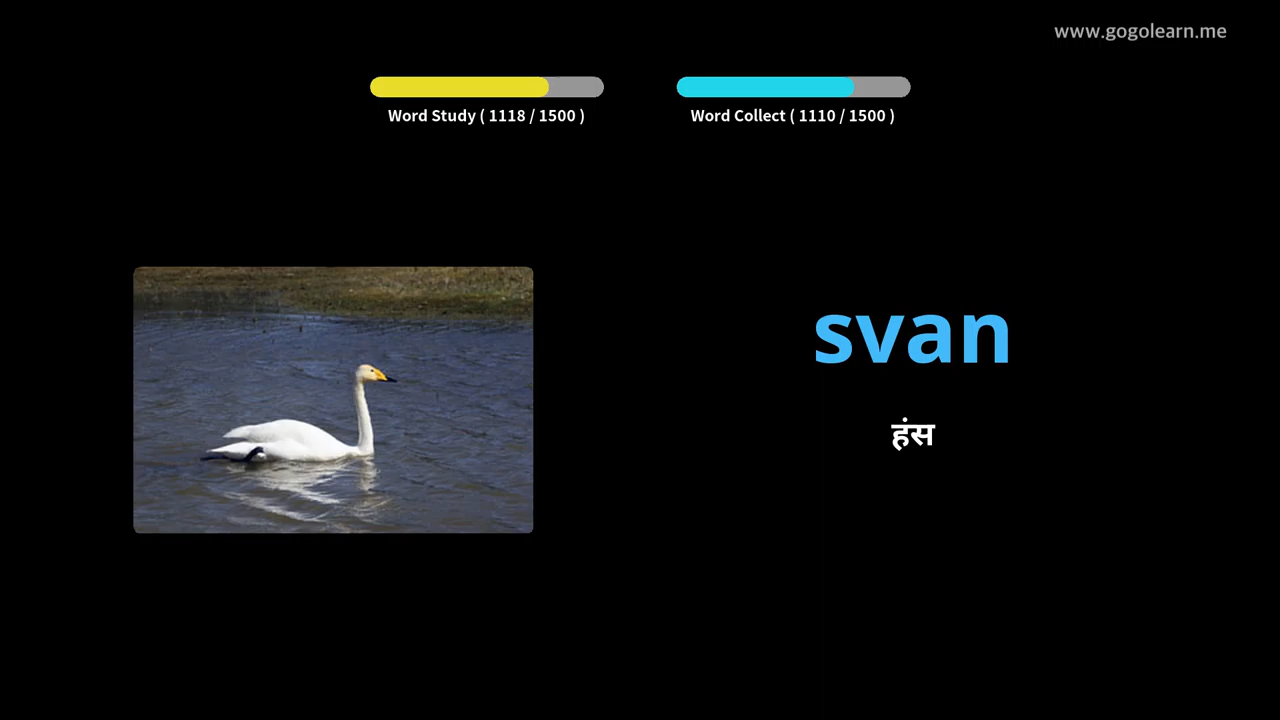 www.gogolearn.me
Word Study ( 1118 / 1500 )
Word Collect ( 1110 / 1500 )
svan
हंस